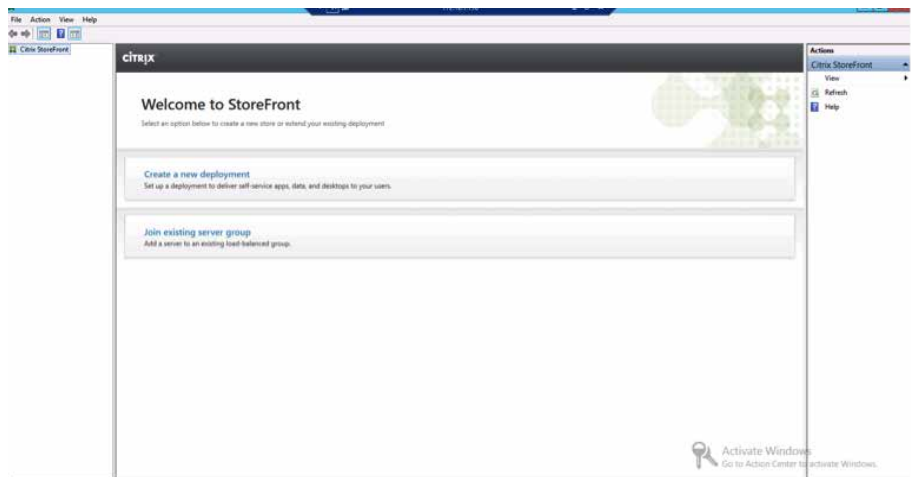 File Action View Help
Citrix StoreFront
CİTRIX
Welcome to StoreFront
Select an option below to create a new store or extend your existing deployment
Create a new deployment
Set up a deployment to deliver self-service apps, data, and desktops to your users.
Join existing server group
Add a server to an existing load-balanced group.
Actions
Citrix StoreFront
View
Refresh
Help
Activate Windows
Go to Action Center to activate Windows.